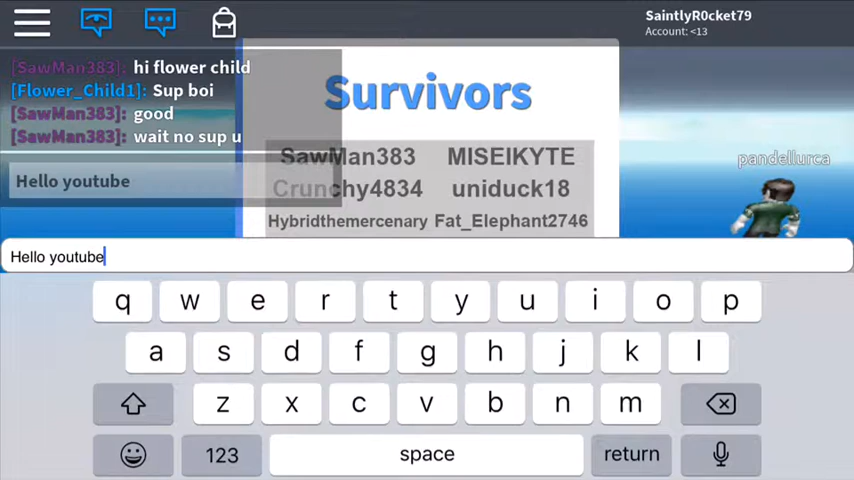 SaintlyR0cket79
Account: <13
[SawMan383]: hi flower child
[Flower_Child1]: Sup boi
[SawMan383]: good
[SawMan383]: wait no sup u
Hello youtube
Survivors
SawMan383 MISEIKYTE
Crunchy4834 uniduck18
Hybridthemercenary Fat_Elephant2746
pandellurca
Hello youtube
q w e r t y u i o p
a s d f g h j k l
z x c v b n m
123 space return